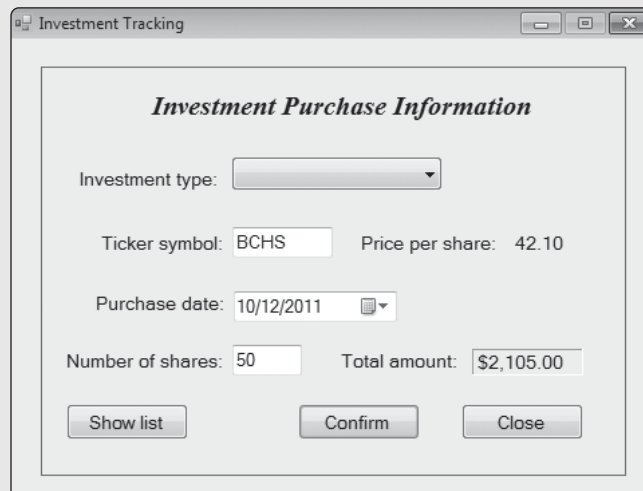 Investment Tracking
Investment Purchase Information
Investment type:
Ticker symbol: BCHS Price per share: 42.10
Purchase date: 10/12/2011
Number of shares: 50 Total amount: $2,105.00
Show list Confirm Close